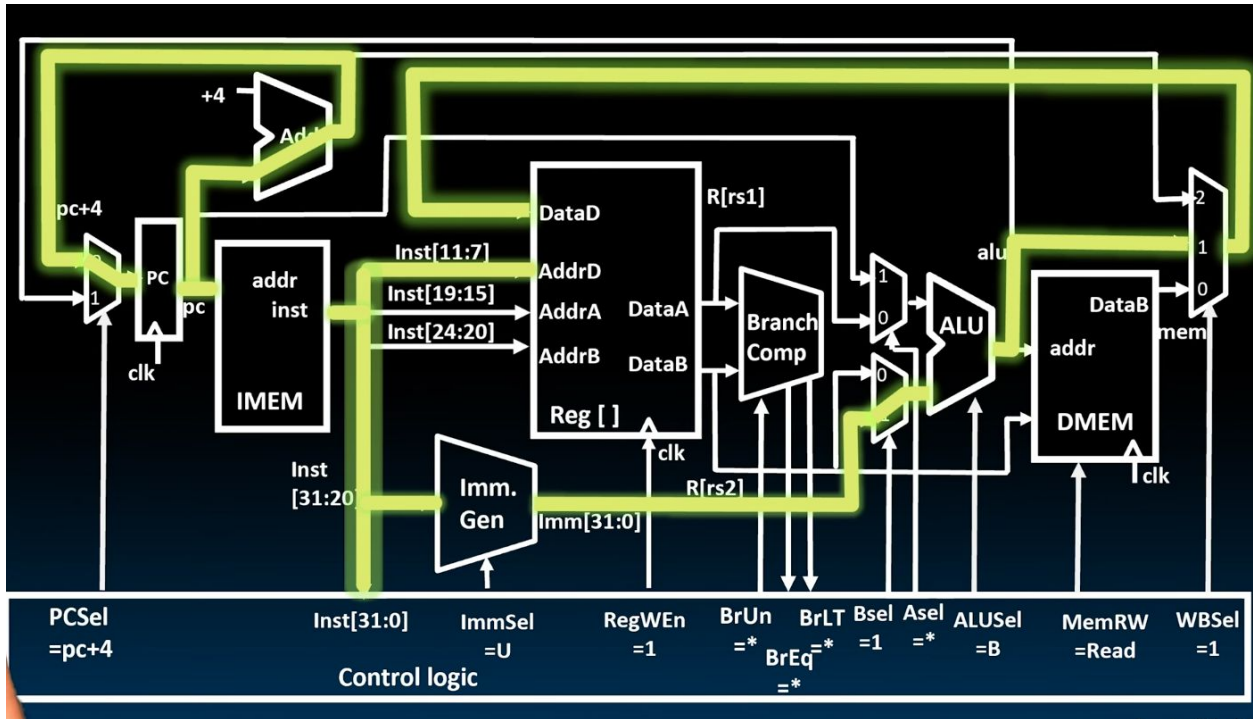 +4
Add
pc+4
R[rs1]
2
DataD
0
1
PC
pc
clk
addr
inst
IMEM
Inst[11:7]
AddrD
Inst[19:15]
AddrA
Inst[24:20]
AddrB
DataA
DataB
Reg [ ]
clk
Branch
Comp
1
0
0
ALU
alu
1
0
DataB
mem
addr
DMEM
clk
Inst
[31:20]
Imm.
Gen
Imm[31:0]
R[rs2]
PCSel
=pc+4
Inst[31:0]
ImmSel
=U
RegWEn
=1
BrUn
=*
BrEq
=*
BrLT
=*
Bsel
=1
Asel
=*
ALUSel
=B
MemRW
=Read
WBSel
=1
Control logic